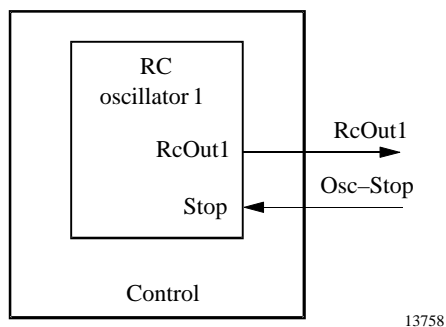 RC
oscillator 1
RcOut1
RcOut1
Osc–Stop
Stop
Control
13758